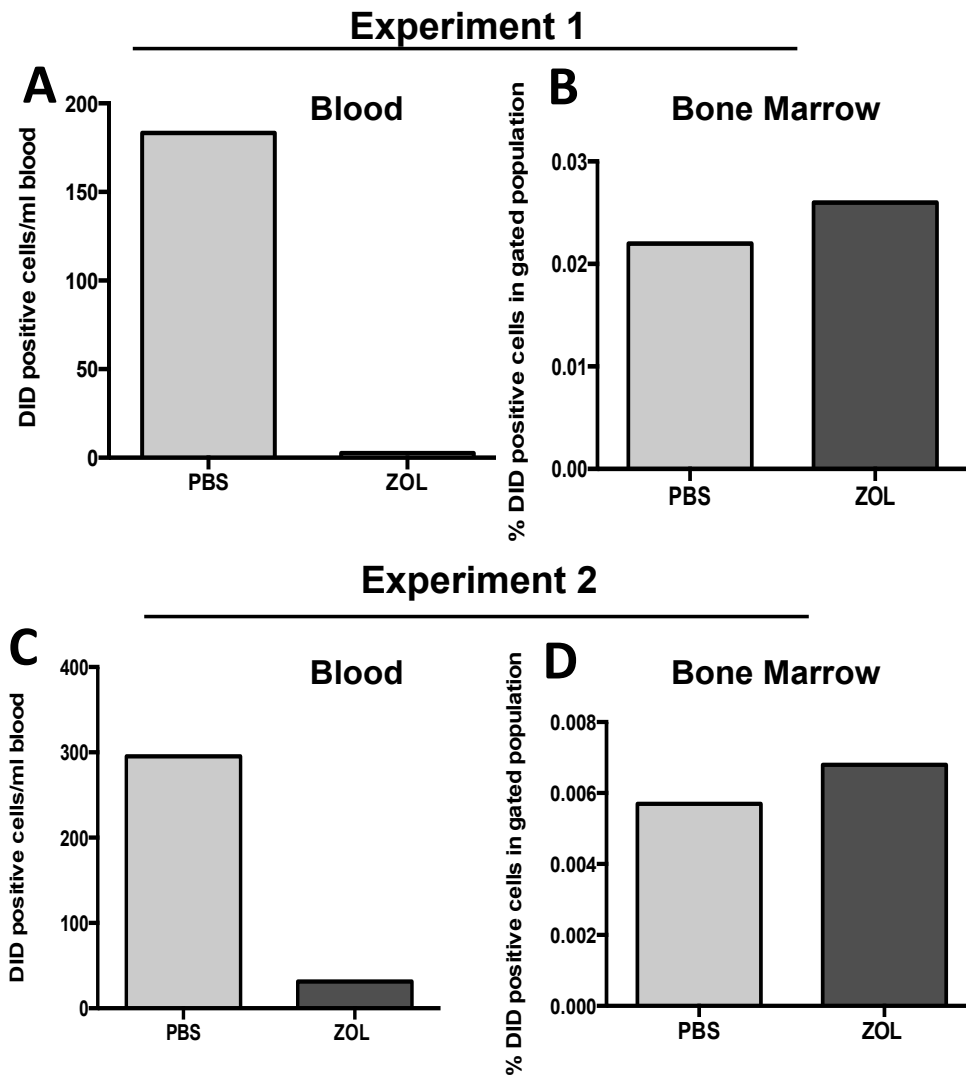 Experiment 1
A
Blood
DID positive cells/ml blood
200
150
100
50
0
PBS
ZOL
B
Bone Marrow
% DID positive cells in gated population
0.03
0.02
0.01
0.00
PBS
ZOL
Experiment 2
C
Blood
DID positive cells/ml blood
400
300
200
100
0
PBS
ZOL
D
Bone Marrow
% DID positive cells in gated population
0.008
0.006
0.004
0.002
0.000
PBS
ZOL